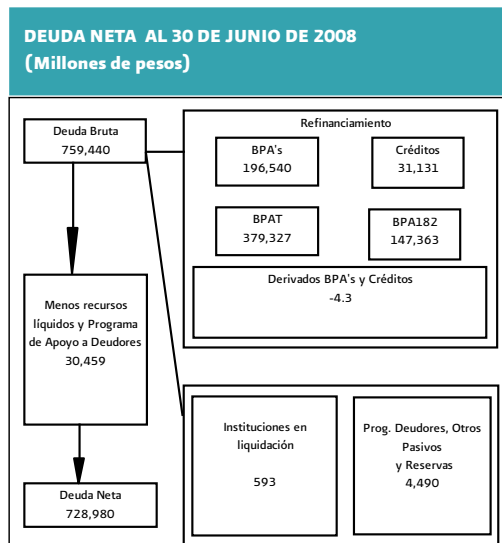 DEUDA NETA AL 30 DE JUNIO DE 2008
(Millones de pesos)
Deuda Bruta
759,440
Refinanciamiento
BPA's
196,540
Créditos
31,131
BPAT
379,327
BPA182
147,363
Derivados BPA's y Créditos
-4.3
Menos recursos
líquidos y Programa
de Apoyo a Deudores
30,459
Deuda Neta
728,980
Instituciones en
liquidación
593
Prog. Deudores, Otros
Pasivos
y Reservas
4,490